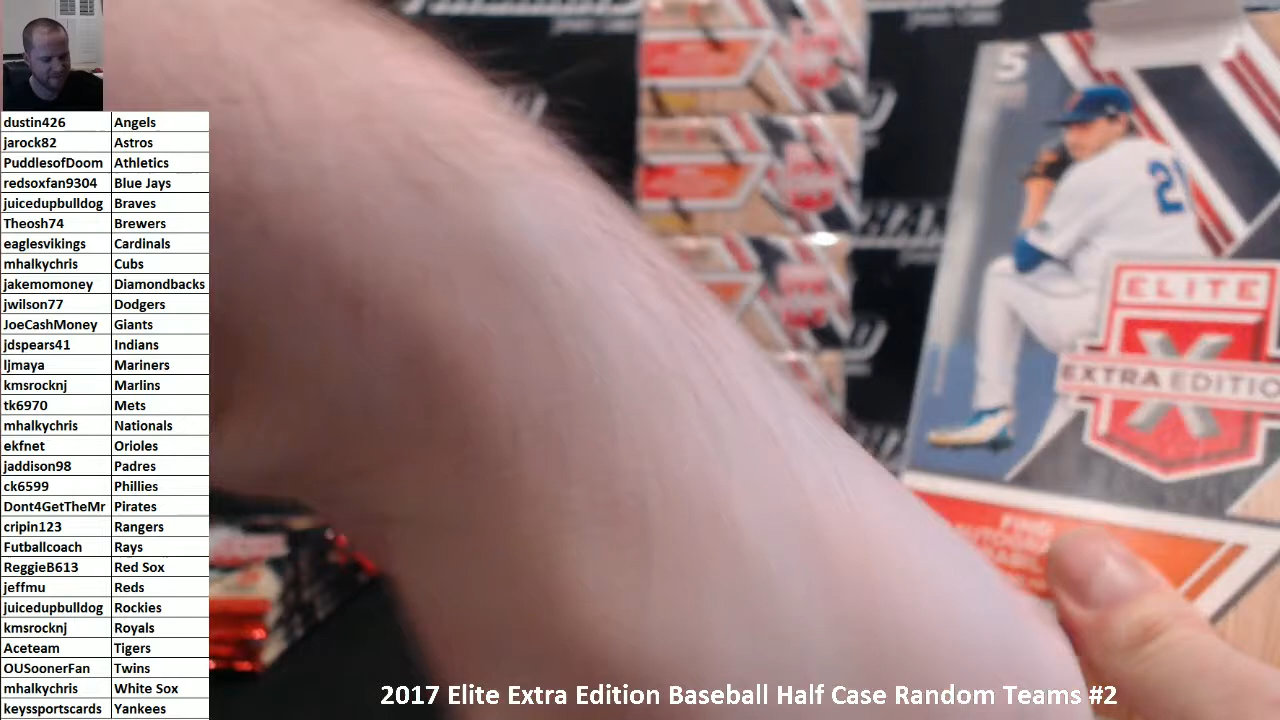 dustin426 Angels
jarock82 Astros
PuddlesofDoom Athletics
redsoxfan9304 Blue Jays
juicedupbulldog Braves
Theosh74 Brewers
eaglesvikings Cardinals
mhalkychris Cubs
jakemomoney Diamondbacks
jwilson77 Dodgers
JoeCashMoney Giants
jdspears41 Indians
ljmaya Mariners
kmsrocknj Marlins
tk6970 Mets
mhalkychris Nationals
ekfnet Orioles
jaddison98 Padres
ck6599 Phillies
Dont4GetTheMr Pirates
cripin123 Rangers
Futballcoach Rays
ReggieB613 Red Sox
jeffmu Reds
juicedupbulldog Rockies
kmsrocknj Royals
Aceteam Tigers
OUSoonerFan Twins
mhalkychris White Sox
keyssportscards Yankees
5
2
ELITE
X
EXTRA EDITIO
FIND
2017 Elite Extra Edition Baseball Half Case Random Teams #2